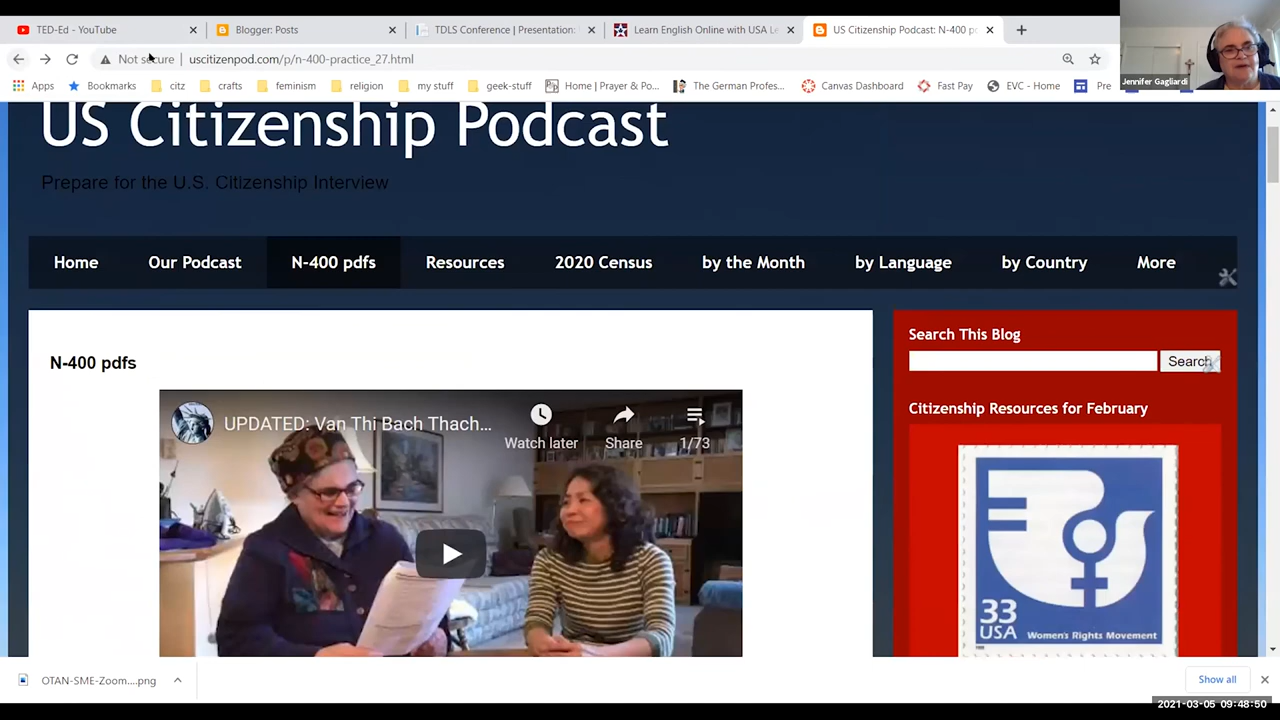 TED-Ed - YouTube
Blogger: Posts
TDLS Conference | Presentation:
Learn English Online with USA Le
US Citizenship Podcast: N-400 po
Not secure | uscitizenpod.com/p/n-400-practice_27.html
Apps
Bookmarks
citz
crafts
feminism
religion
rwstuff
geek-stuff
Home | Prayer & Po...
The German Profes...
Canvas Dashboard
Fast Pay
EVC - Home
Pre
Jennifer Gagliardi
US Citizenship Podcast
Prepare for the U.S. Citizenship Interview
Home
Our Podcast
N-400 pdfs
Resources
2020 Census
by the Month
by Language
by Country
More
N-400 pdfs
UPDATED: Van Thi Bach Thach...
Watch later
Share
1/73
Search This Blog
Search
Citizenship Resources for February
33
USA
Women's Rights Movement
OTAN-SME-Zoom....png
Show all
2021-03-05 09:48:50